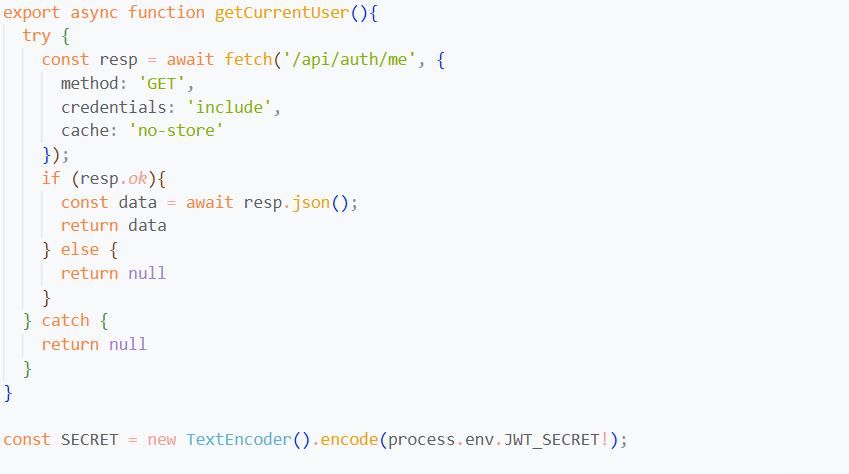 export async function getCurrentUser(){
  try {
    const resp = await fetch('/api/auth/me', {
      method: 'GET',
      credentials: 'include',
      cache: 'no-store'
    });
    if (resp.ok){
      const data = await resp.json();
      return data
    } else {
      return null
    }
  } catch {
    return null
  }
}
const SECRET = new TextEncoder().encode(process.env.JWT_SECRET!);